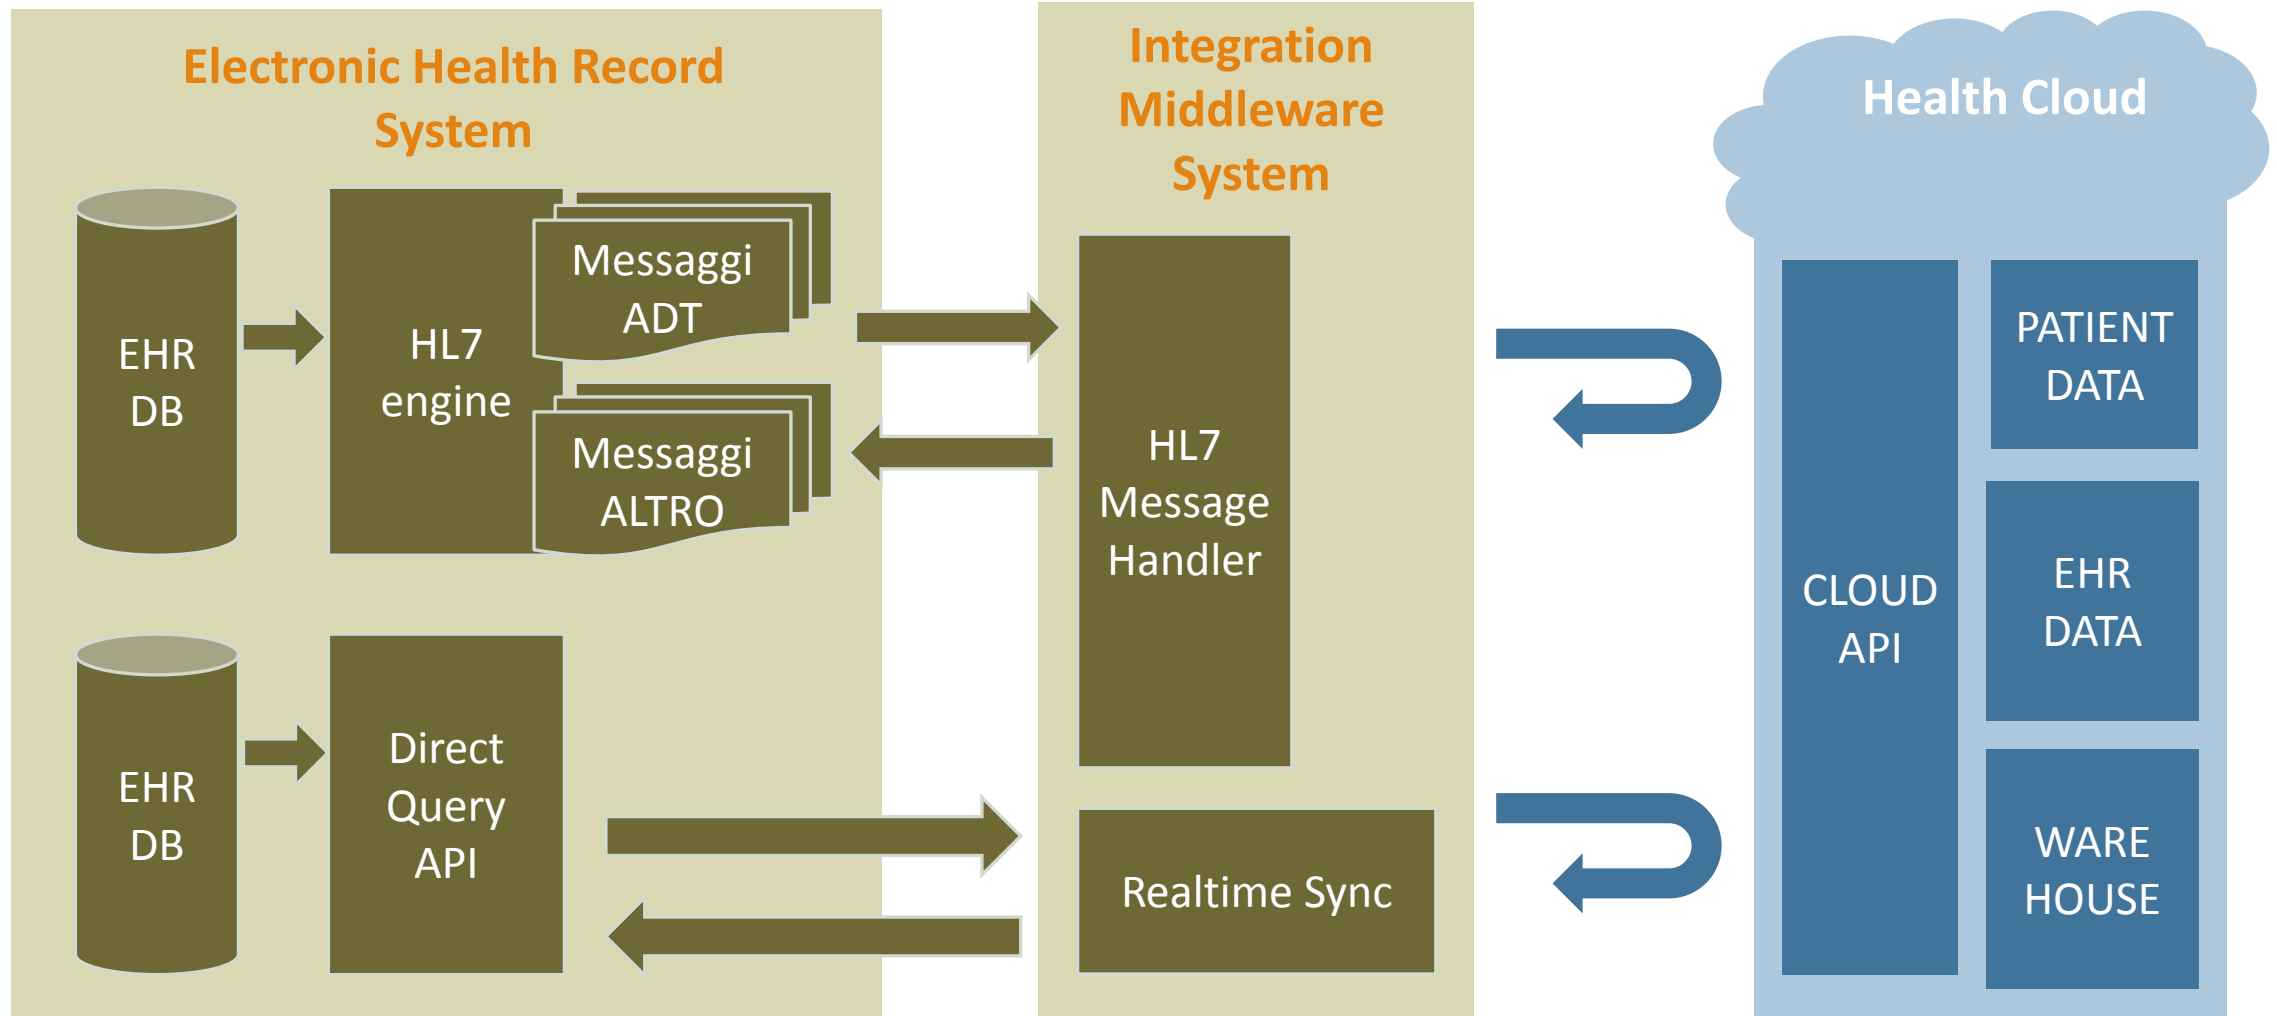 Electronic Health Record
System
EHR
DB
HL7
engine
Messaggi
ADT
Messaggi
ALTRO
EHR
DB
Direct
Query
API
Integration
Middleware
System
HL7
Message
Handler
Realtime Sync
Health Cloud
CLOUD
API
PATIENT
DATA
EHR
DATA
WARE
HOUSE